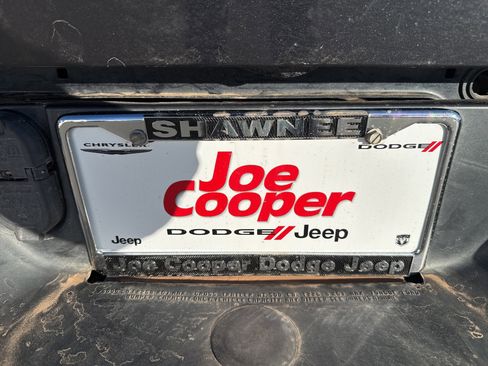 SHAWNEE
CHRYSLER
DODGE
Joe
Cooper
DODGE Jeep
Jeep
Joe Cooper Dodge Jeep